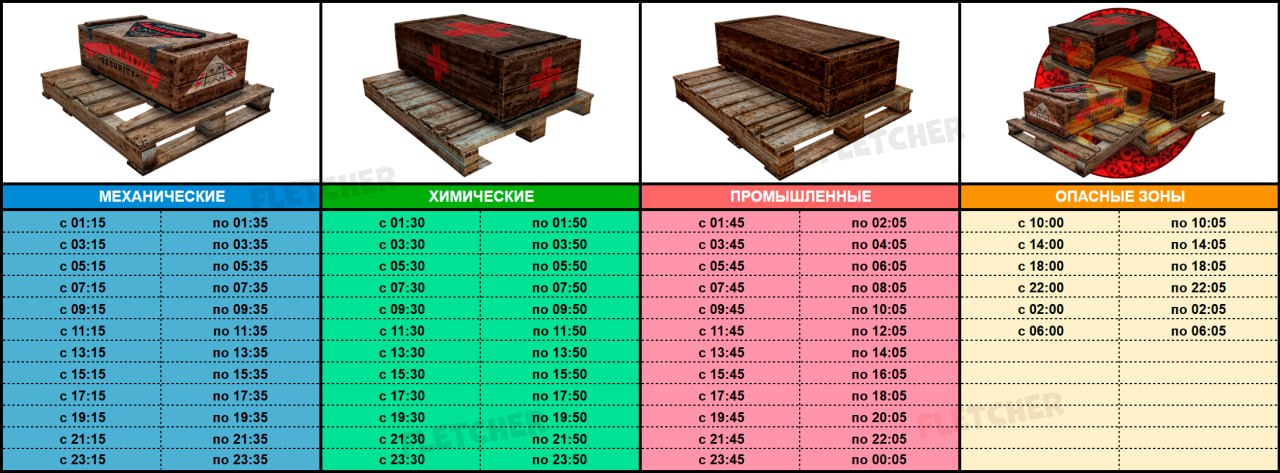 SECURITY
МЕХАНИЧЕСКИЕ ХИМИЧЕСКИЕ ПРОМЫШЛЕННЫЕ ОПАСНЫЕ ЗОНЫ
с 01:15 по 01:35 с 01:30 по 01:50 с 01:45 по 02:05 с 10:00 по 10:05
с 03:15 по 03:35 с 03:30 по 03:50 с 03:45 по 04:05 с 14:00 по 14:05
с 05:15 по 05:35 с 05:30 по 05:50 с 05:45 по 06:05 с 18:00 по 18:05
с 07:15 по 07:35 с 07:30 по 07:50 с 07:45 по 08:05 с 22:00 по 22:05
с 09:15 по 09:35 с 09:30 по 09:50 с 09:45 по 10:05 с 02:00 по 02:05
с 11:15 по 11:35 с 11:30 по 11:50 с 11:45 по 12:05 с 06:00 по 06:05
с 13:15 по 13:35 с 13:30 по 13:50 с 13:45 по 14:05
с 15:15 по 15:35 с 15:30 по 15:50 с 15:45 по 16:05
с 17:15 по 17:35 с 17:30 по 17:50 с 17:45 по 18:05
с 19:15 по 19:35 с 19:30 по 19:50 с 19:45 по 20:05
с 21:15 по 21:35 с 21:30 по 21:50 с 21:45 по 22:05
с 23:15 по 23:35 с 23:30 по 23:50 с 23:45 по 00:05
FLETCHER
FLETCHER
FLETCHER
FLETCHER